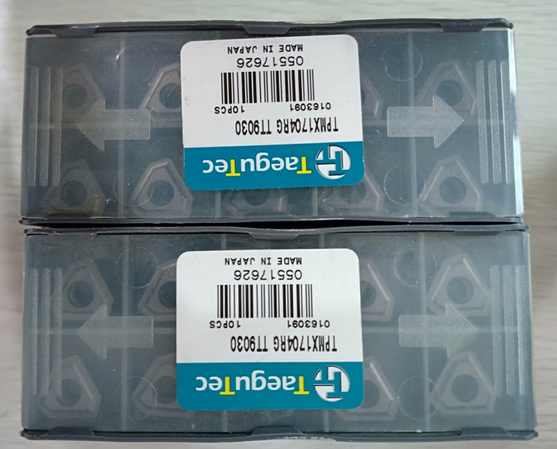 TaeguTec
TPMX1704RG TT9030
0163091 10PCS
05517626
MADE IN JAPAN
TaeguTec
TPMX1704RG TT9030
0163091 10PCS
05517626
MADE IN JAPAN